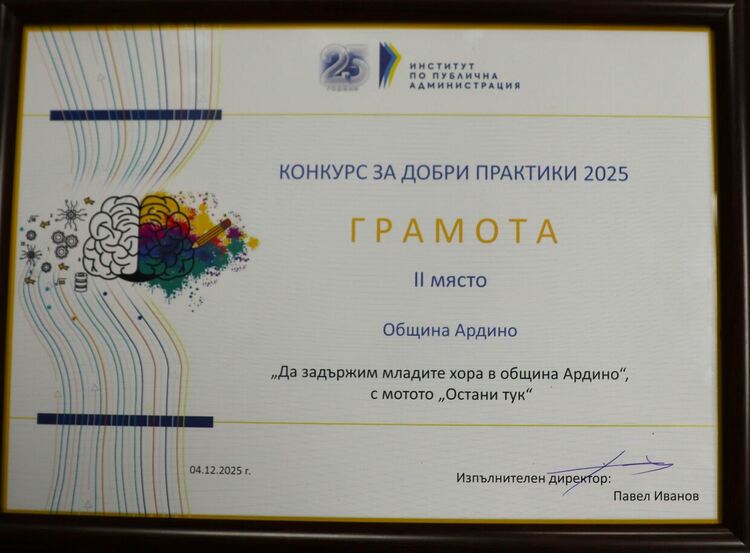 25
ГОДИНИ
ИНСТИТУТ
ПО ПУБЛИЧНА
АДМИНИСТРАЦИЯ
КОНКУРС ЗА ДОБРИ ПРАКТИКИ 2025
ГРАМОТА
II място
Община Ардино
„Да задържим младите хора в община Ардино“,
с мотото „Остани тук“
04.12.2025 г.
Изпълнителен директор:
Павел Иванов